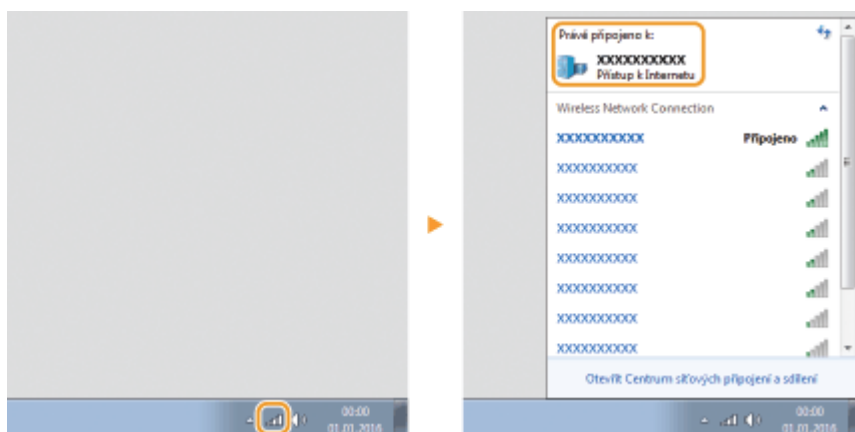 00:00
01.01.2016
Právě připojeno k:
XXXXXXXXXX
Přístup k Internetu
Wireless Network Connection
XXXXXXXXXX Připojeno
XXXXXXXXXX
XXXXXXXXXX
XXXXXXXXXX
XXXXXXXXXX
XXXXXXXXXX
XXXXXXXXXX
XXXXXXXXXX
Otevřít Centrum síťových připojení a sdílení
00:00
01.01.2016